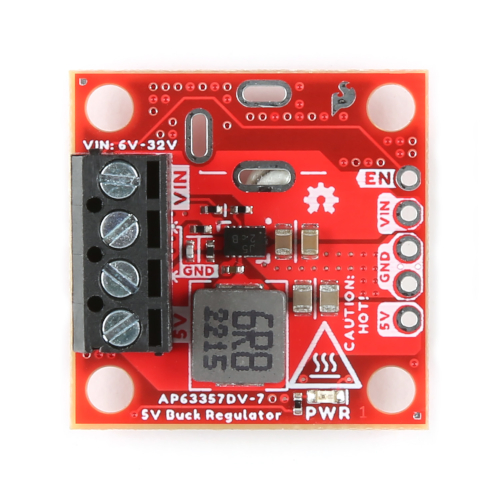 VIN: 6V-32V
VIN
EN
VIN
GND
GND
5V
5V
CAUTION:
HOT!
6R8
2215
AP63357DV-7
5V Buck Regulator
PWR
1